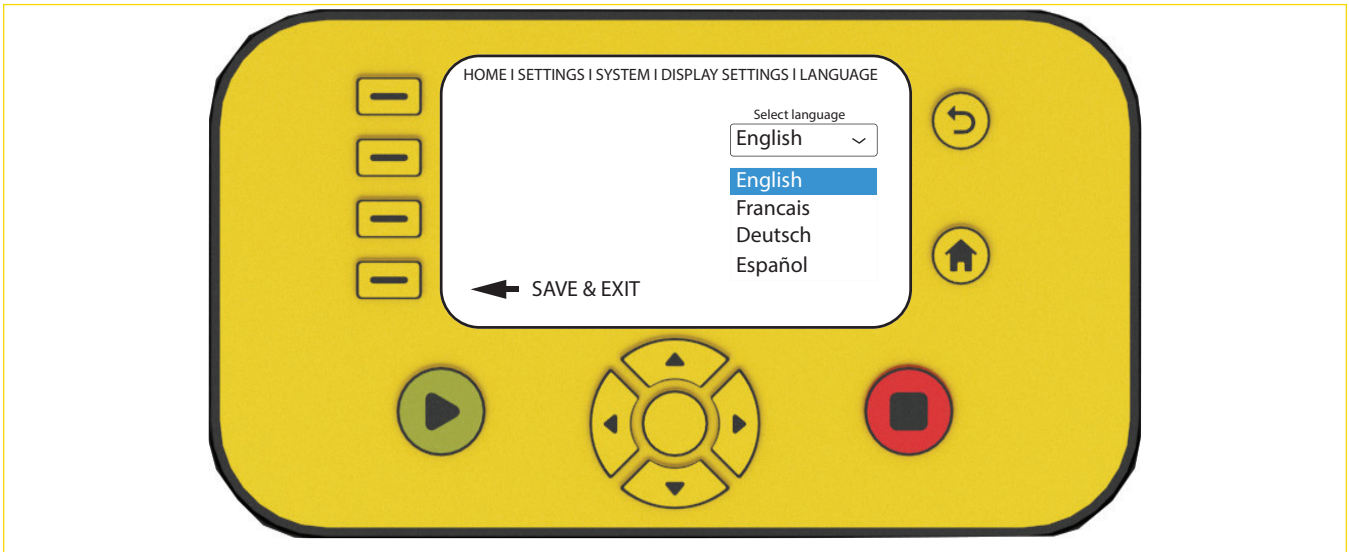 HOME I SETTINGS I SYSTEM I DISPLAY SETTINGS l LANGUAGE
Select language
English
English
Francais
Deutsch
Español
SAVE & EXIT